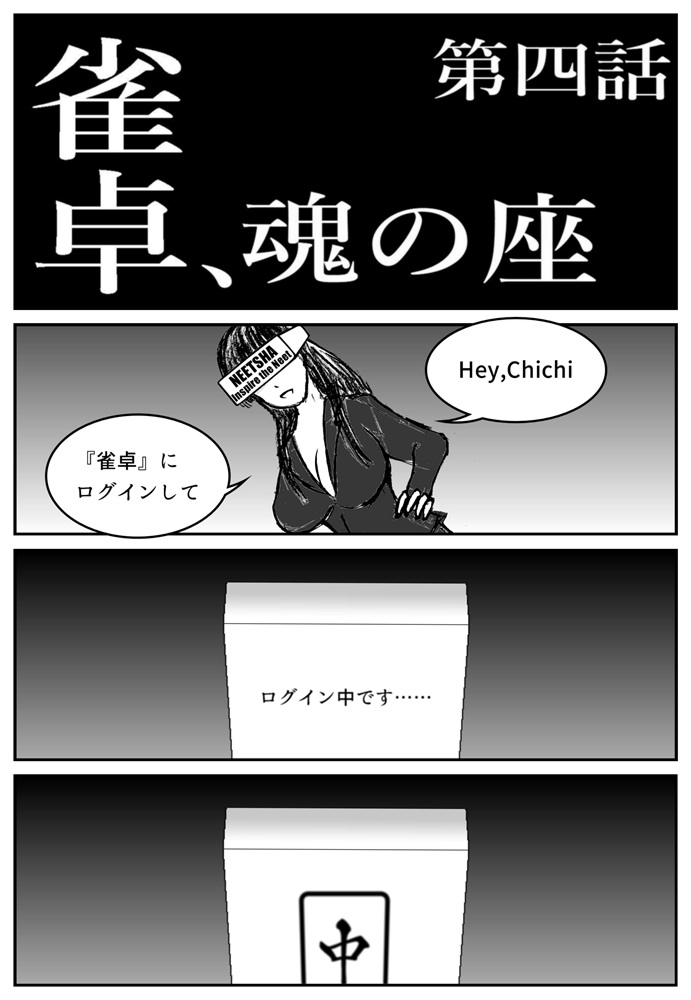 第四話
雀
卓、魂の座
Hey,Chichi
NEETSHA
Inspire the Neet
『雀卓』に
ログインして
ログイン中です……
中